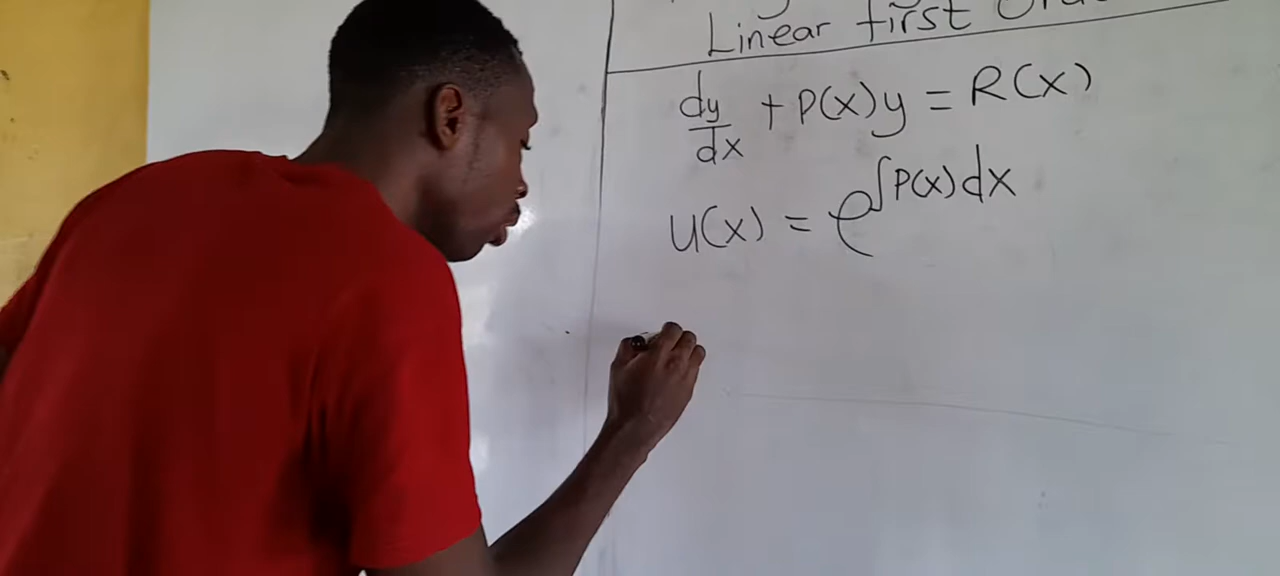 Linear first
dy/dx + P(x)y = R(x)
u(x) = e^∫P(x)dx